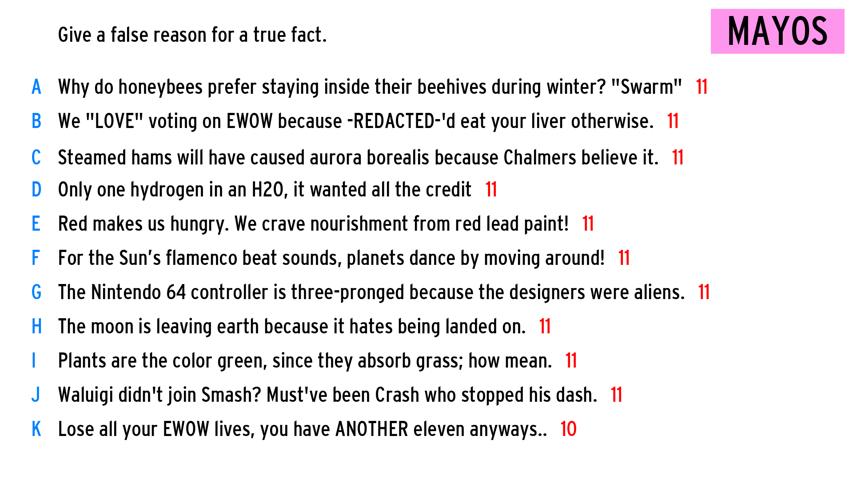 Give a false reason for a true fact.
MAYOS
A Why do honeybees prefer staying inside their beehives during winter? "Swarm" 11
B We "LOVE" voting on EWOW because -REDACTED-'d eat your liver otherwise. 11
C Steamed hams will have caused aurora borealis because Chalmers believe it. 11
D Only one hydrogen in an H2O, it wanted all the credit 11
E Red makes us hungry. We crave nourishment from red lead paint! 11
F For the Sun's flamenco beat sounds, planets dance by moving around! 11
G The Nintendo 64 controller is three-pronged because the designers were aliens. 11
H The moon is leaving earth because it hates being landed on. 11
I Plants are the color green, since they absorb grass; how mean. 11
J Waluigi didn't join Smash? Must've been Crash who stopped his dash. 11
K Lose all your EWOW lives, you have ANOTHER eleven anyways.. 10